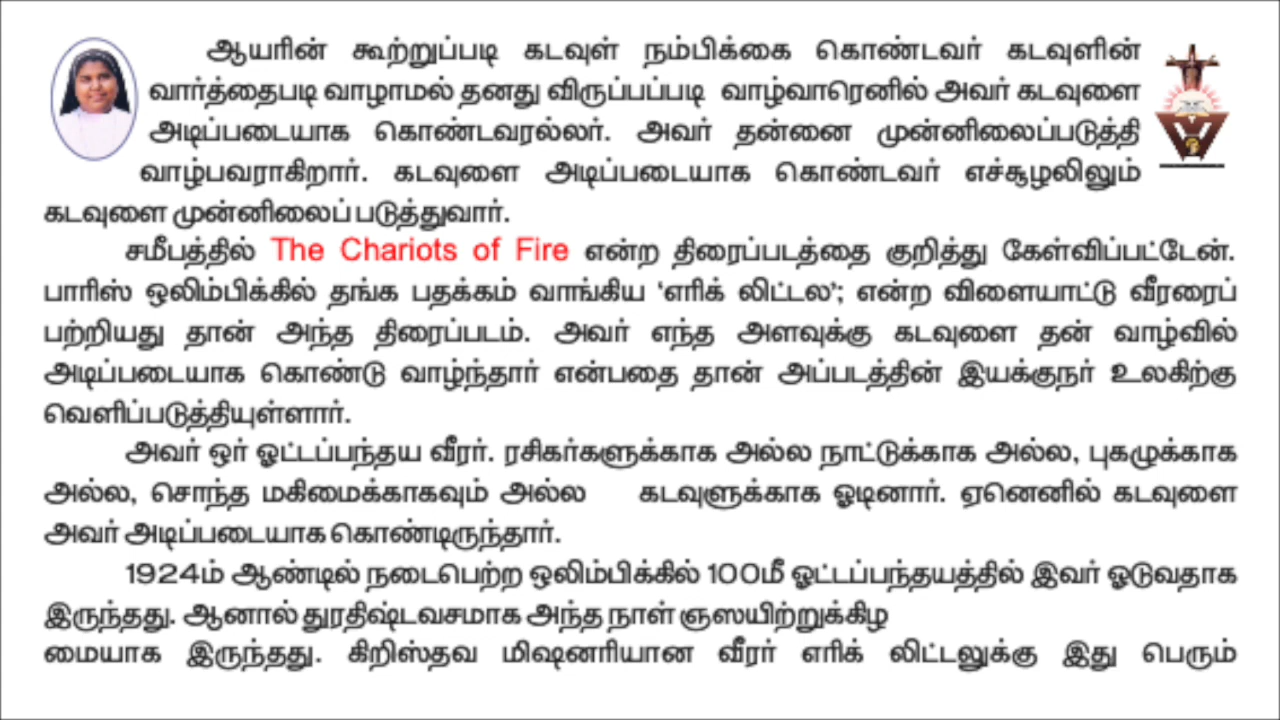 ஆயரின் கூற்றுப்படி கடவுள் நம்பிக்கை கொண்டவர் கடவுளின்
வார்த்தைபடி வாழாமல் தனது விருப்பப்படி வாழ்வாரெனில் அவர் கடவுளை
அடிப்படையாக கொண்டவரல்லர். அவர் தன்னை முன்னிலைப்படுத்தி
வாழ்பவராகிறார். கடவுளை அடிப்படையாக கொண்டவர் எச்சூழலிலும்
கடவுளை முன்னிலைப் படுத்துவார்.
சமீபத்தில் The Chariots of Fire என்ற திரைப்படத்தை குறித்து கேள்விப்பட்டேன்.
பாரிஸ் ஒலிம்பிக்கில் தங்க பதக்கம் வாங்கிய ‘எரிக் லிட்டல’; என்ற விளையாட்டு வீரரைப்
பற்றியது தான் அந்த திரைப்படம். அவர் எந்த அளவுக்கு கடவுளை தன் வாழ்வில்
அடிப்படையாக கொண்டு வாழ்ந்தார் என்பதை தான் அப்படத்தின் இயக்குநர் உலகிற்கு
வெளிப்படுத்தியுள்ளார்.
அவர் ஒர் ஓட்டப்பந்தய வீரர். ரசிகர்களுக்காக அல்ல நாட்டுக்காக அல்ல, புகழுக்காக
அல்ல, சொந்த மகிமைக்காகவும் அல்ல கடவுளுக்காக ஓடினார். ஏனெனில் கடவுளை
அவர் அடிப்படையாக கொண்டிருந்தார்.
1924ம் ஆண்டில் நடைபெற்ற ஒலிம்பிக்கில் 100மீ ஓட்டப்பந்தயத்தில் இவர் ஓடுவதாக
இருந்தது. ஆனால் துரதிஷ்டவசமாக அந்த நாள் ஞஸயிற்றுக்கிழ
மையாக இருந்தது. கிறிஸ்தவ மிஷனரியான வீரர் எரிக் லிட்டலுக்கு இது பெரும்